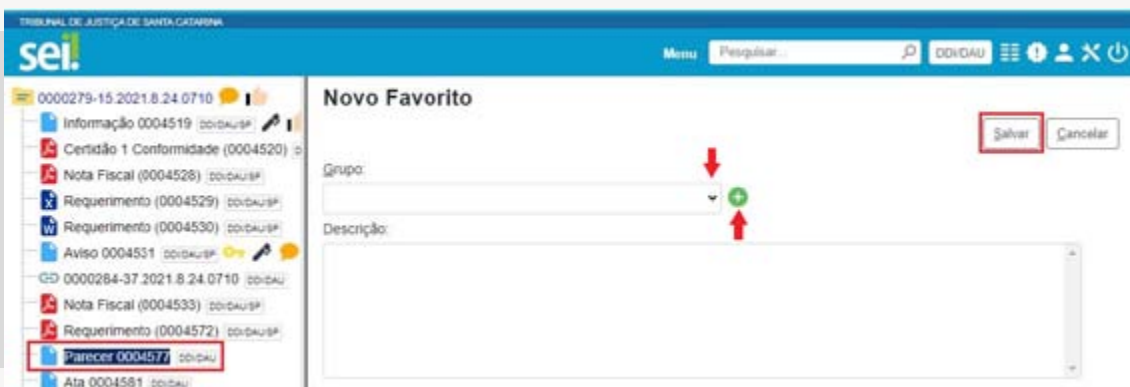 TRIBUNAL DE JUSTIÇA DE SANTA CATARINA
sei!
Menu Pesquisar... DDI/DAU
0000279-15.2021.8.24.0710
Informação 0004519 DDI/DAU/SP
Certidão 1 Conformidade (0004520)
Nota Fiscal (0004528) DDI/DAU/SP
Requerimento (0004529) DDI/DAU/SP
Requerimento (0004530) DDI/DAU/SP
Aviso 0004531 DDI/DAU/SP
0000284-37.2021.8.24.0710 DDI/DAU
Nota Fiscal (0004533) DDI/DAU/SP
Requerimento (0004572) DDI/DAU/SP
Parecer 0004577 DDI/DAU
Ata 0004581 DDI/DAU
Novo Favorito
Salvar Cancelar
Grupo:
Descrição: